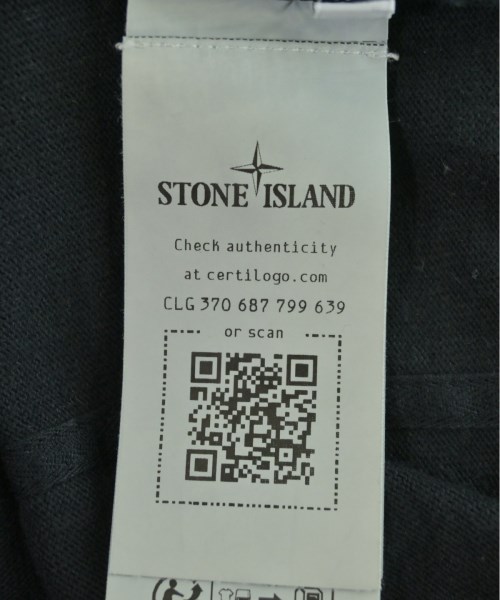 STONE ISLAND
Check authenticity
at certilogo.com
CLG 370 687 799 639
or scan